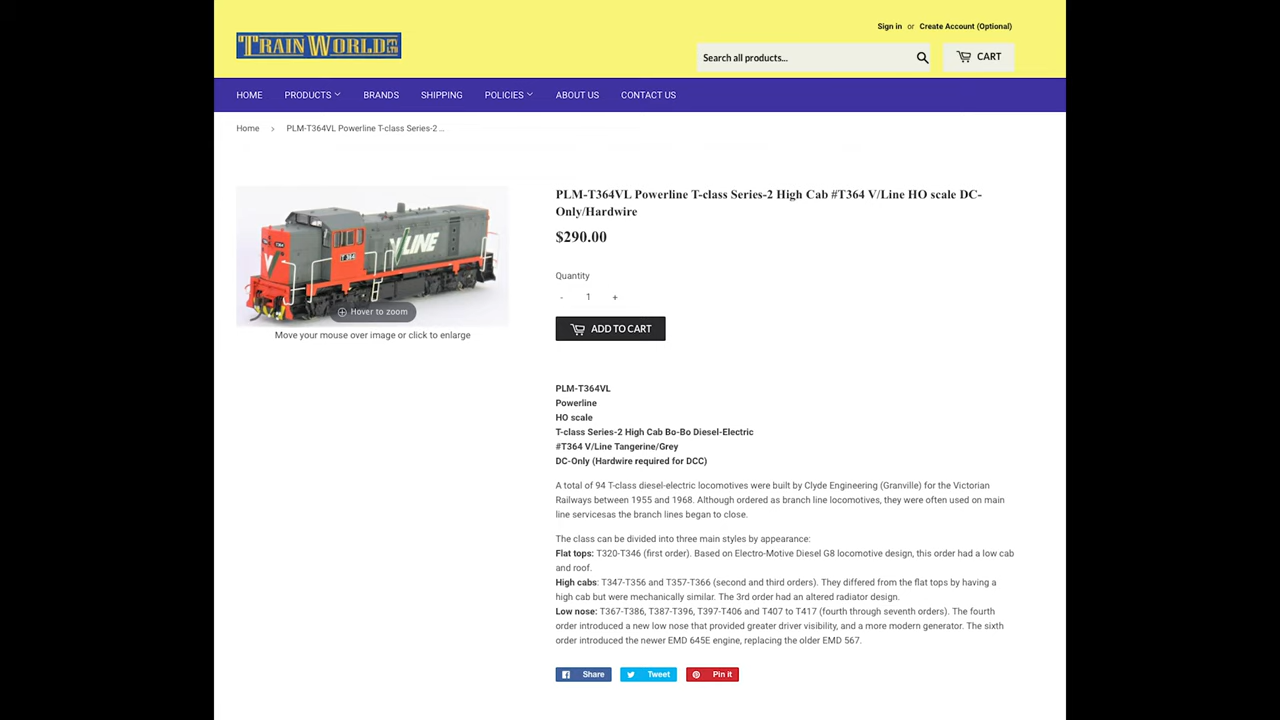 Sign in or Create Account (Optional)
TRAINWORLD
Search all products...
CART
HOME PRODUCTS BRANDS SHIPPING POLICIES ABOUT US CONTACT US
Home › PLM-T364VL Powerline T-class Series-2 ...
PLM-T364VL Powerline T-class Series-2 High Cab #T364 V/Line HO scale DC-
Only/Hardwire
$290.00
Quantity
- 1 +
ADD TO CART
V/LINE
T 364
Hover to zoom
Move your mouse over image or click to enlarge
PLM-T364VL
Powerline
HO scale
T-class Series-2 High Cab Bo-Bo Diesel-Electric
#T364 V/Line Tangerine/Grey
DC-Only (Hardwire required for DCC)
A total of 94 T-class diesel-electric locomotives were built by Clyde Engineering (Granville) for the Victorian
Railways between 1955 and 1968. Although ordered as branch line locomotives, they were often used on main
line servicesas the branch lines began to close.
The class can be divided into three main styles by appearance:
Flat tops: T320-T346 (first order). Based on Electro-Motive Diesel G8 locomotive design, this order had a low cab
and roof.
High cabs: T347-T356 and T357-T366 (second and third orders). They differed from the flat tops by having a
high cab but were mechanically similar. The 3rd order had an altered radiator design.
Low nose: T367-T386, T387-T396, T397-T406 and T407 to T417 (fourth through seventh orders). The fourth
order introduced a new low nose that provided greater driver visibility, and a more modern generator. The sixth
order introduced the newer EMD 645E engine, replacing the older EMD 567.
Share Tweet Pin it